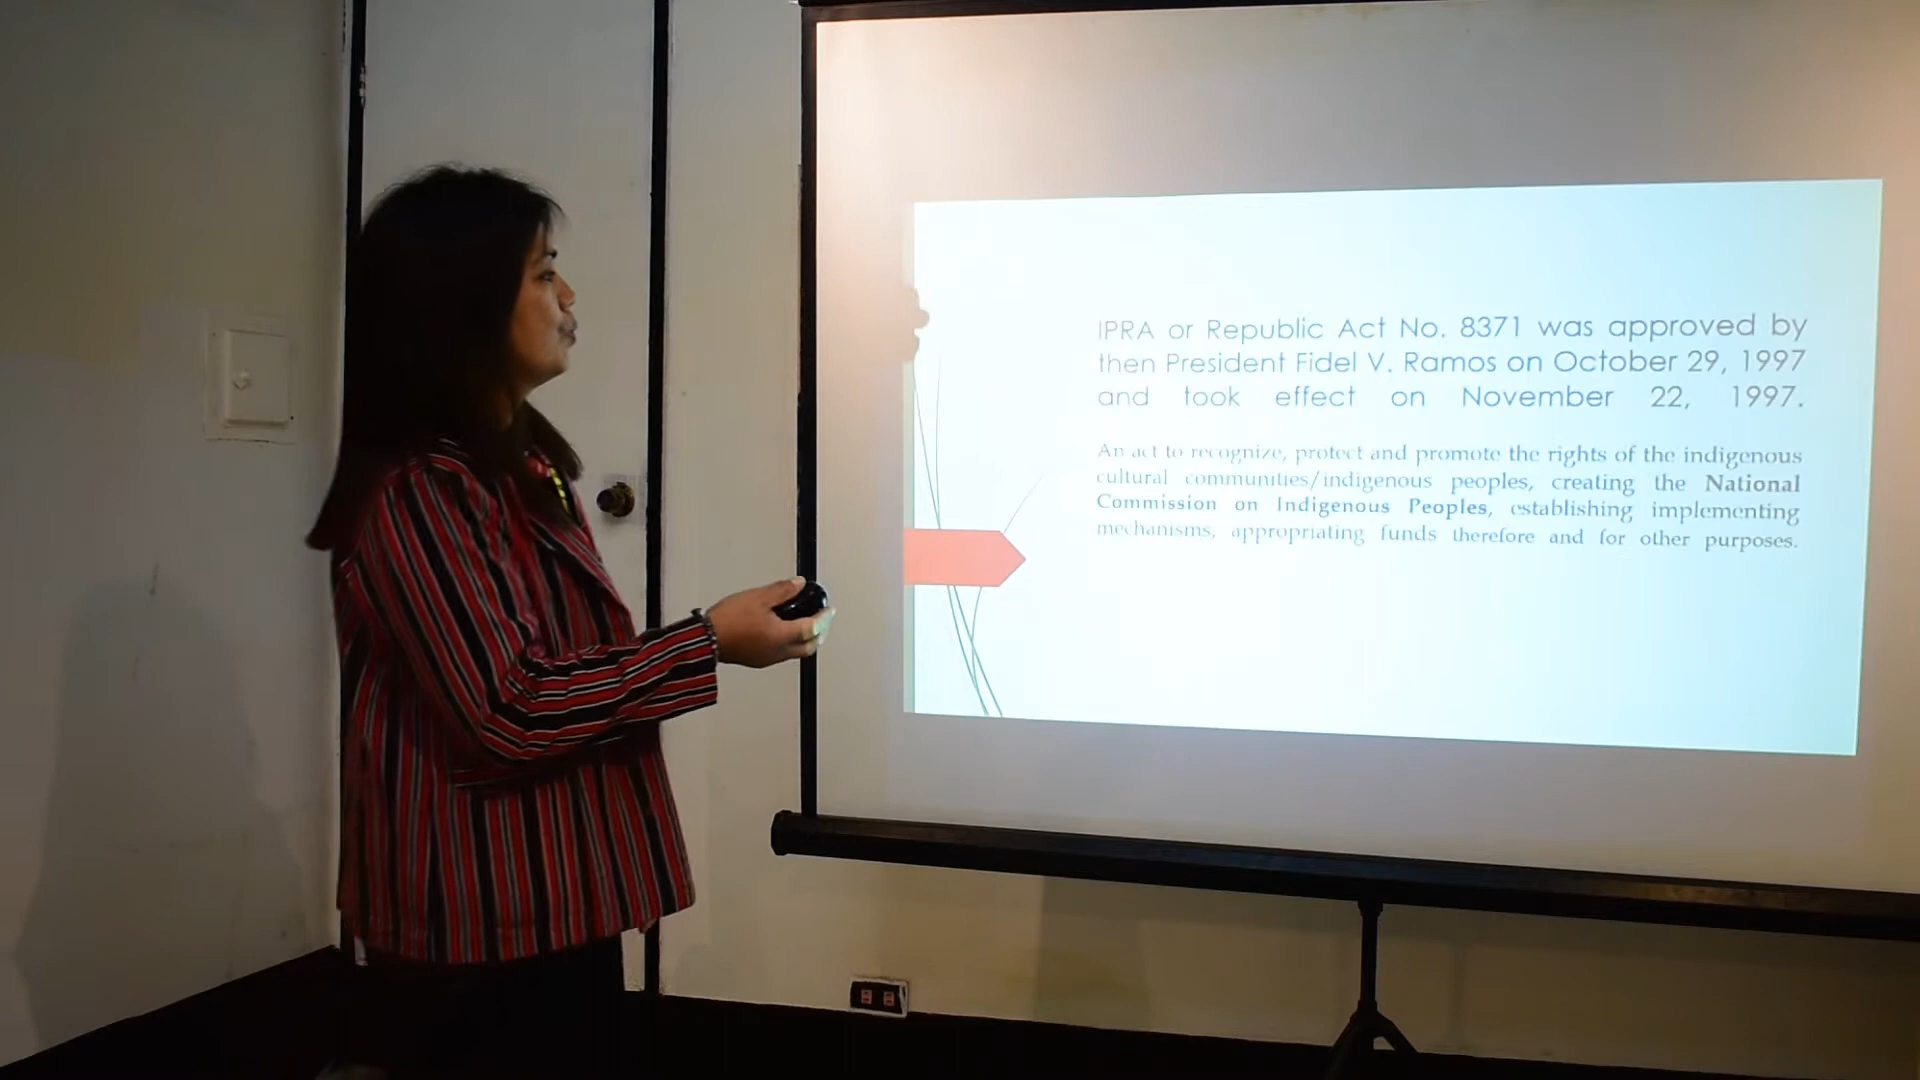 IPRA or Republic Act No. 8371 was approved by
then President Fidel V. Ramos on October 29, 1997
and took effect on November 22, 1997.
An act to recognize, protect and promote the rights of the indigenous
cultural communities/indigenous peoples, creating the National
Commission on Indigenous Peoples, establishing implementing
mechanisms, appropriating funds therefore and for other purposes.